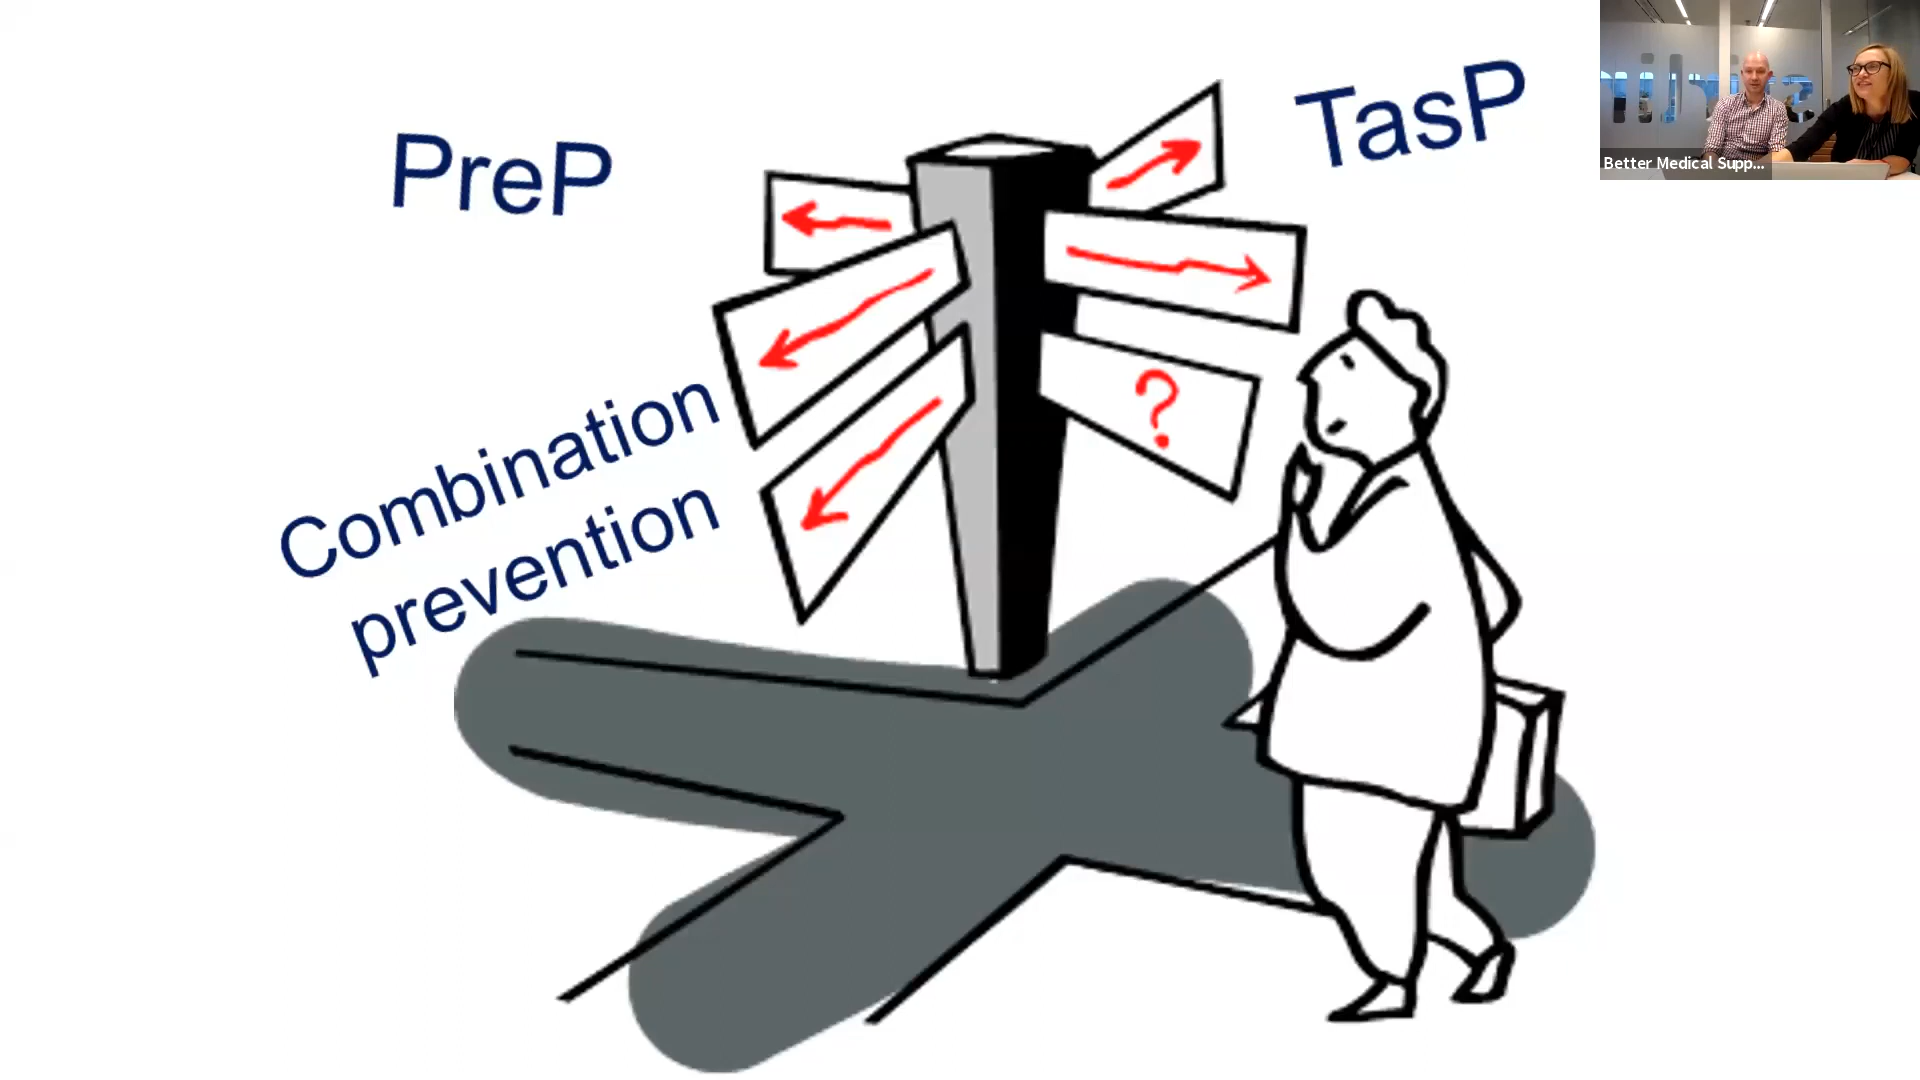 PreP
TasP
Better Medical Supp...
Combination
prevention
?